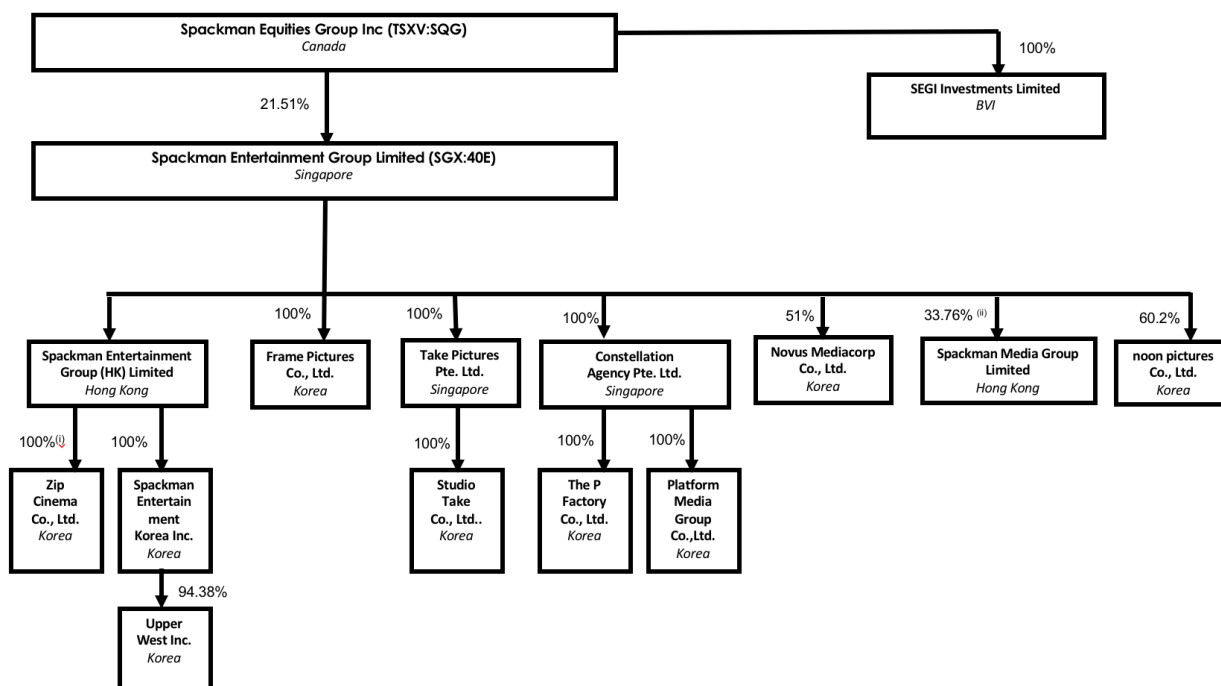 Spackman Equities Group Inc (TSXV:SQG)
Canada
100%
SEGI Investments Limited
BVI
21.51%
Spackman Entertainment Group Limited (SGX:40E)
Singapore
100%
100%
100%
51%
33.76% (ii)
60.2%
Spackman Entertainment
Group (HK) Limited
Hong Kong
Frame Pictures
Co., Ltd.
Korea
Take Pictures
Pte. Ltd.
Singapore
Constellation
Agency Pte. Ltd.
Singapore
Novus Mediacorp
Co., Ltd.
Korea
Spackman Media Group
Limited
Hong Kong
noon pictures
Co., Ltd.
Korea
100%(i)
100%
100%
100%
100%
Zip
Cinema
Co., Ltd.
Korea
Spackman
Entertain
ment
Korea Inc.
Korea
Studio
Take
Co., Ltd..
Korea
The P
Factory
Co., Ltd.
Korea
Platform
Media
Group
Co.,Ltd.
Korea
94.38%
Upper
West Inc.
Korea